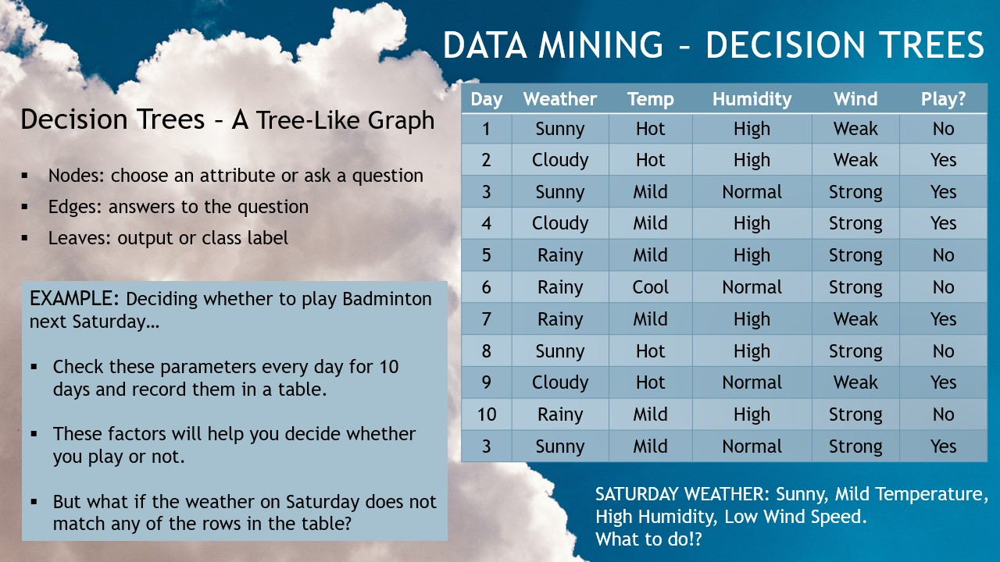 DATA MINING – DECISION TREES
Decision Trees – A Tree-Like Graph
▪ Nodes: choose an attribute or ask a question
▪ Edges: answers to the question
▪ Leaves: output or class label
EXAMPLE: Deciding whether to play Badminton
next Saturday…
▪ Check these parameters every day for 10
days and record them in a table.
▪ These factors will help you decide whether
you play or not.
▪ But what if the weather on Saturday does not
match any of the rows in the table?
Day Weather Temp Humidity Wind Play?
1 Sunny Hot High Weak No
2 Cloudy Hot High Weak Yes
3 Sunny Mild Normal Strong Yes
4 Cloudy Mild High Strong Yes
5 Rainy Mild High Strong No
6 Rainy Cool Normal Strong No
7 Rainy Mild High Weak Yes
8 Sunny Hot High Strong No
9 Cloudy Hot Normal Weak Yes
10 Rainy Mild High Strong No
3 Sunny Mild Normal Strong Yes
SATURDAY WEATHER: Sunny, Mild Temperature,
High Humidity, Low Wind Speed.
What to do!?